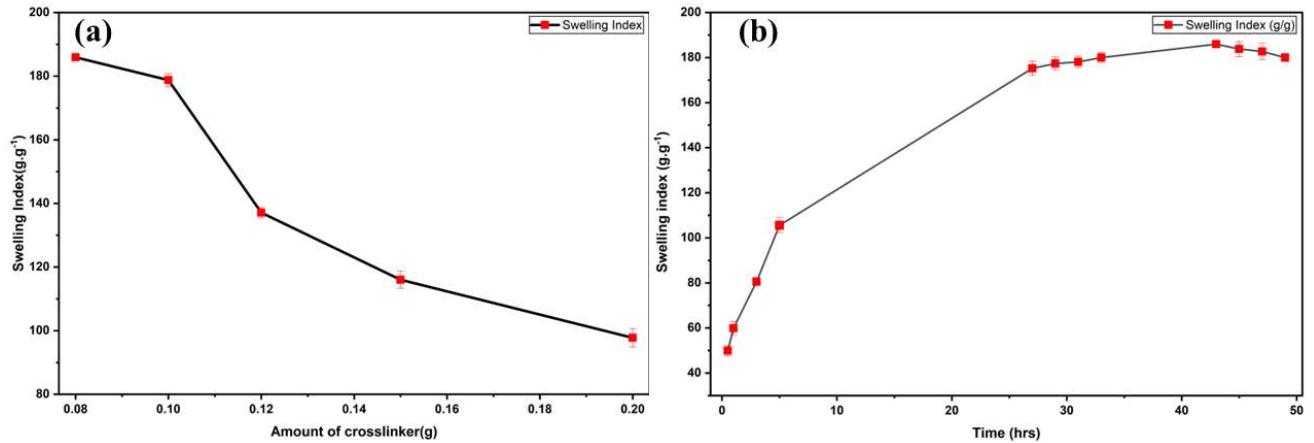 (a)
Swelling Index
200
180
160
140
120
100
80
Swelling Index(g.g-1)
0.08 0.10 0.12 0.14 0.16 0.18 0.20
Amount of crosslinker(g)
(b)
Swelling Index (g/g)
200
180
160
140
120
100
80
60
40
Swelling index (g.g-1)
0 10 20 30 40 50
Time (hrs)